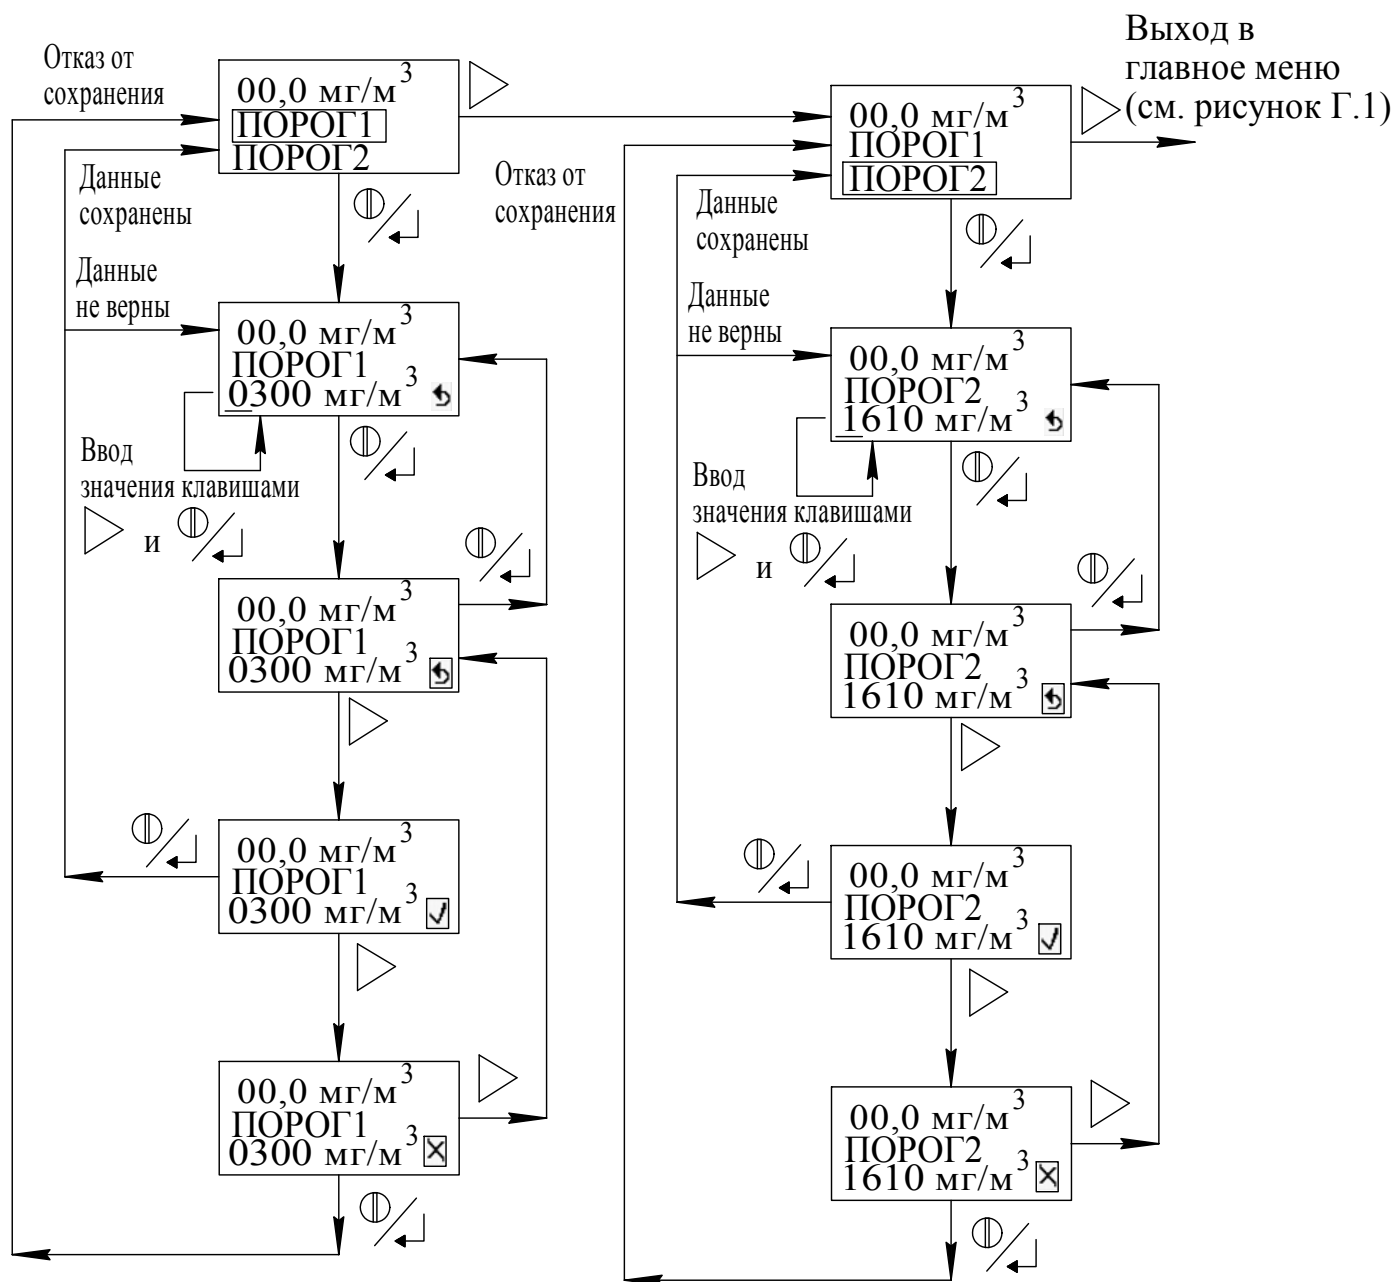 Отказ от
сохранения
00,0 мг/м³
ПОРОГ1
ПОРОГ2
Данные
сохранены
Данные
не верны
00,0 мг/м³
ПОРОГ1
0300 мг/м³
Ввод
значения клавишами
и
00,0 мг/м³
ПОРОГ1
0300 мг/м³
00,0 мг/м³
ПОРОГ1
0300 мг/м³
00,0 мг/м³
ПОРОГ1
0300 мг/м³
Отказ от
сохранения
00,0 мг/м³
ПОРОГ1
ПОРОГ2
Выход в
главное меню
(см. рисунок Г.1)
Данные
сохранены
Данные
не верны
00,0 мг/м³
ПОРОГ2
1610 мг/м³
Ввод
значения клавишами
и
00,0 мг/м³
ПОРОГ2
1610 мг/м³
00,0 мг/м³
ПОРОГ2
1610 мг/м³
00,0 мг/м³
ПОРОГ2
1610 мг/м³